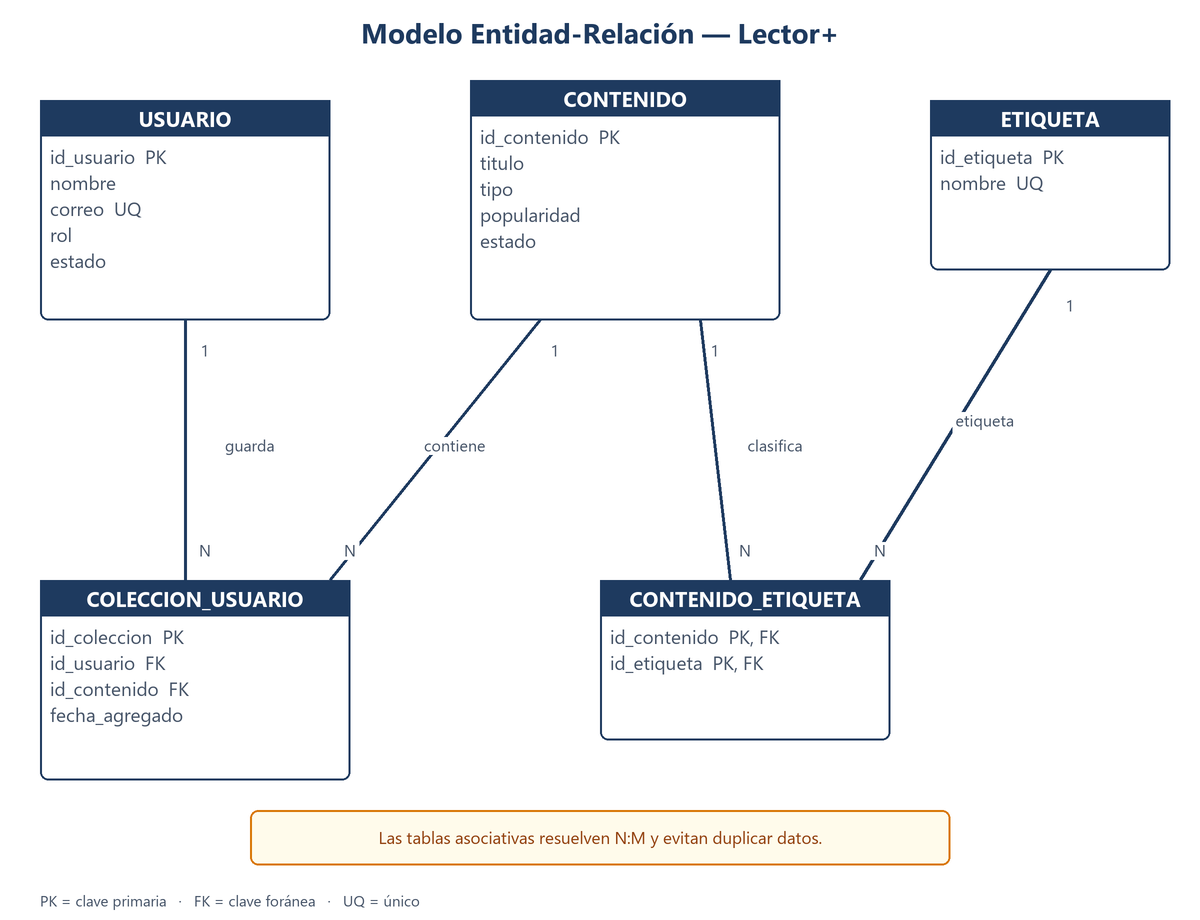 Modelo Entidad-Relación — Lector+
USUARIO
id_usuario PK
nombre
correo UQ
rol
estado
CONTENIDO
id_contenido PK
titulo
tipo
popularidad
estado
ETIQUETA
id_etiqueta PK
nombre UQ
1
guarda
N
1
contiene
N
1
clasifica
N
1
etiqueta
N
COLECCION_USUARIO
id_coleccion PK
id_usuario FK
id_contenido FK
fecha_agregado
CONTENIDO_ETIQUETA
id_contenido PK, FK
id_etiqueta PK, FK
Las tablas asociativas resuelven N:M y evitan duplicar datos.
PK = clave primaria · FK = clave foránea · UQ = único